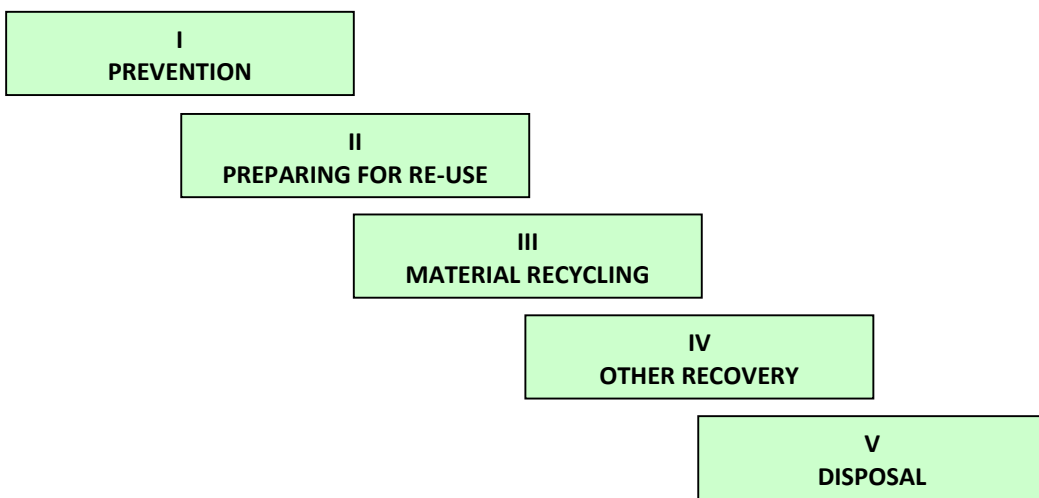 I
PREVENTION
II
PREPARING FOR RE-USE
III
MATERIAL RECYCLING
IV
OTHER RECOVERY
V
DISPOSAL